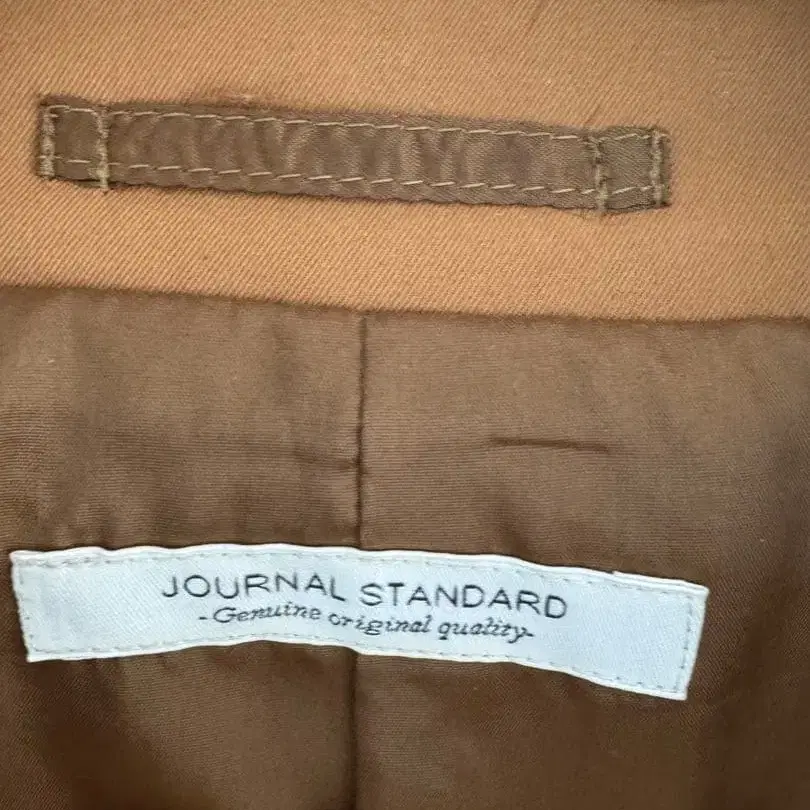 JOURNAL STANDARD
-Genuine original quality-